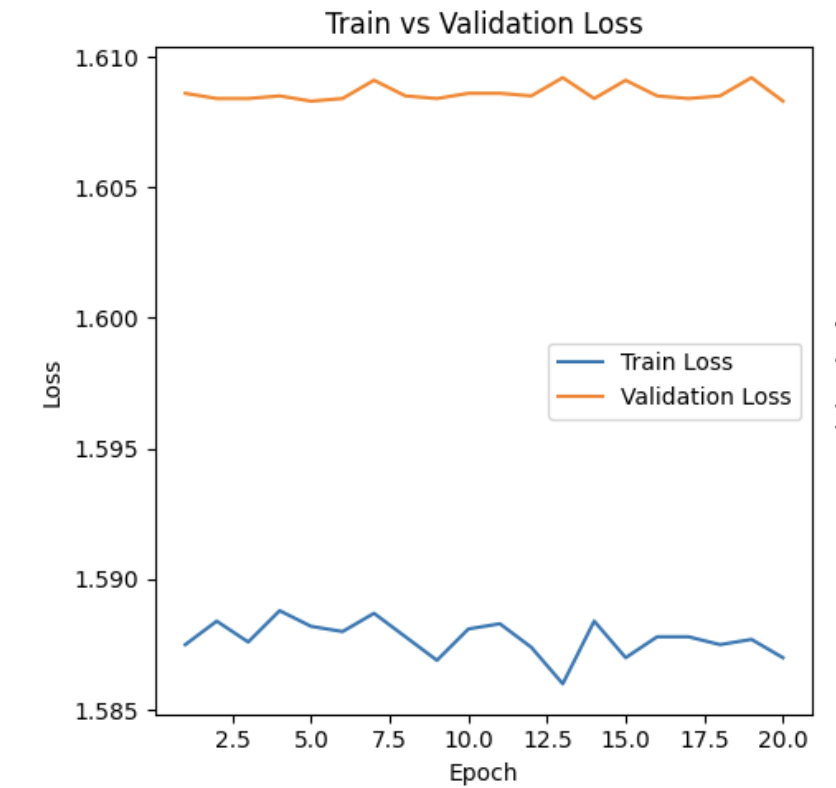 Train vs Validation Loss
1.610
1.605
1.600
1.595
1.590
1.585
Loss
Train Loss
Validation Loss
2.5 5.0 7.5 10.0 12.5 15.0 17.5 20.0
Epoch